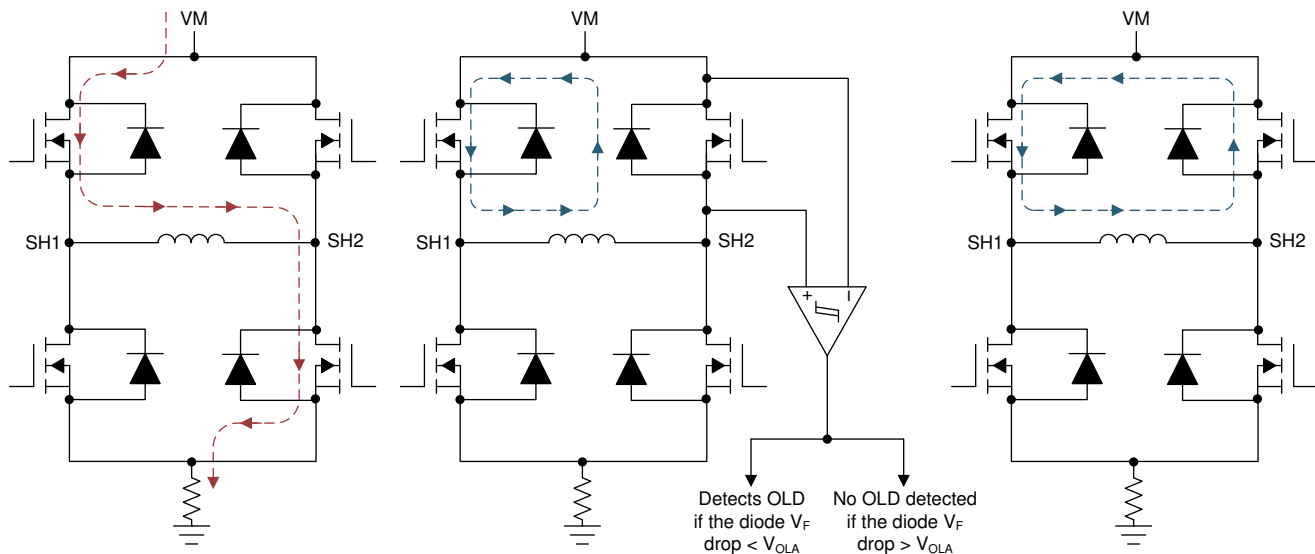 VM
SH1
SH2
VM
SH1
SH2
+
−
Detects OLD
if the diode VF
drop < VOLA
No OLD detected
if the diode VF
drop > VOLA
VM
SH1
SH2